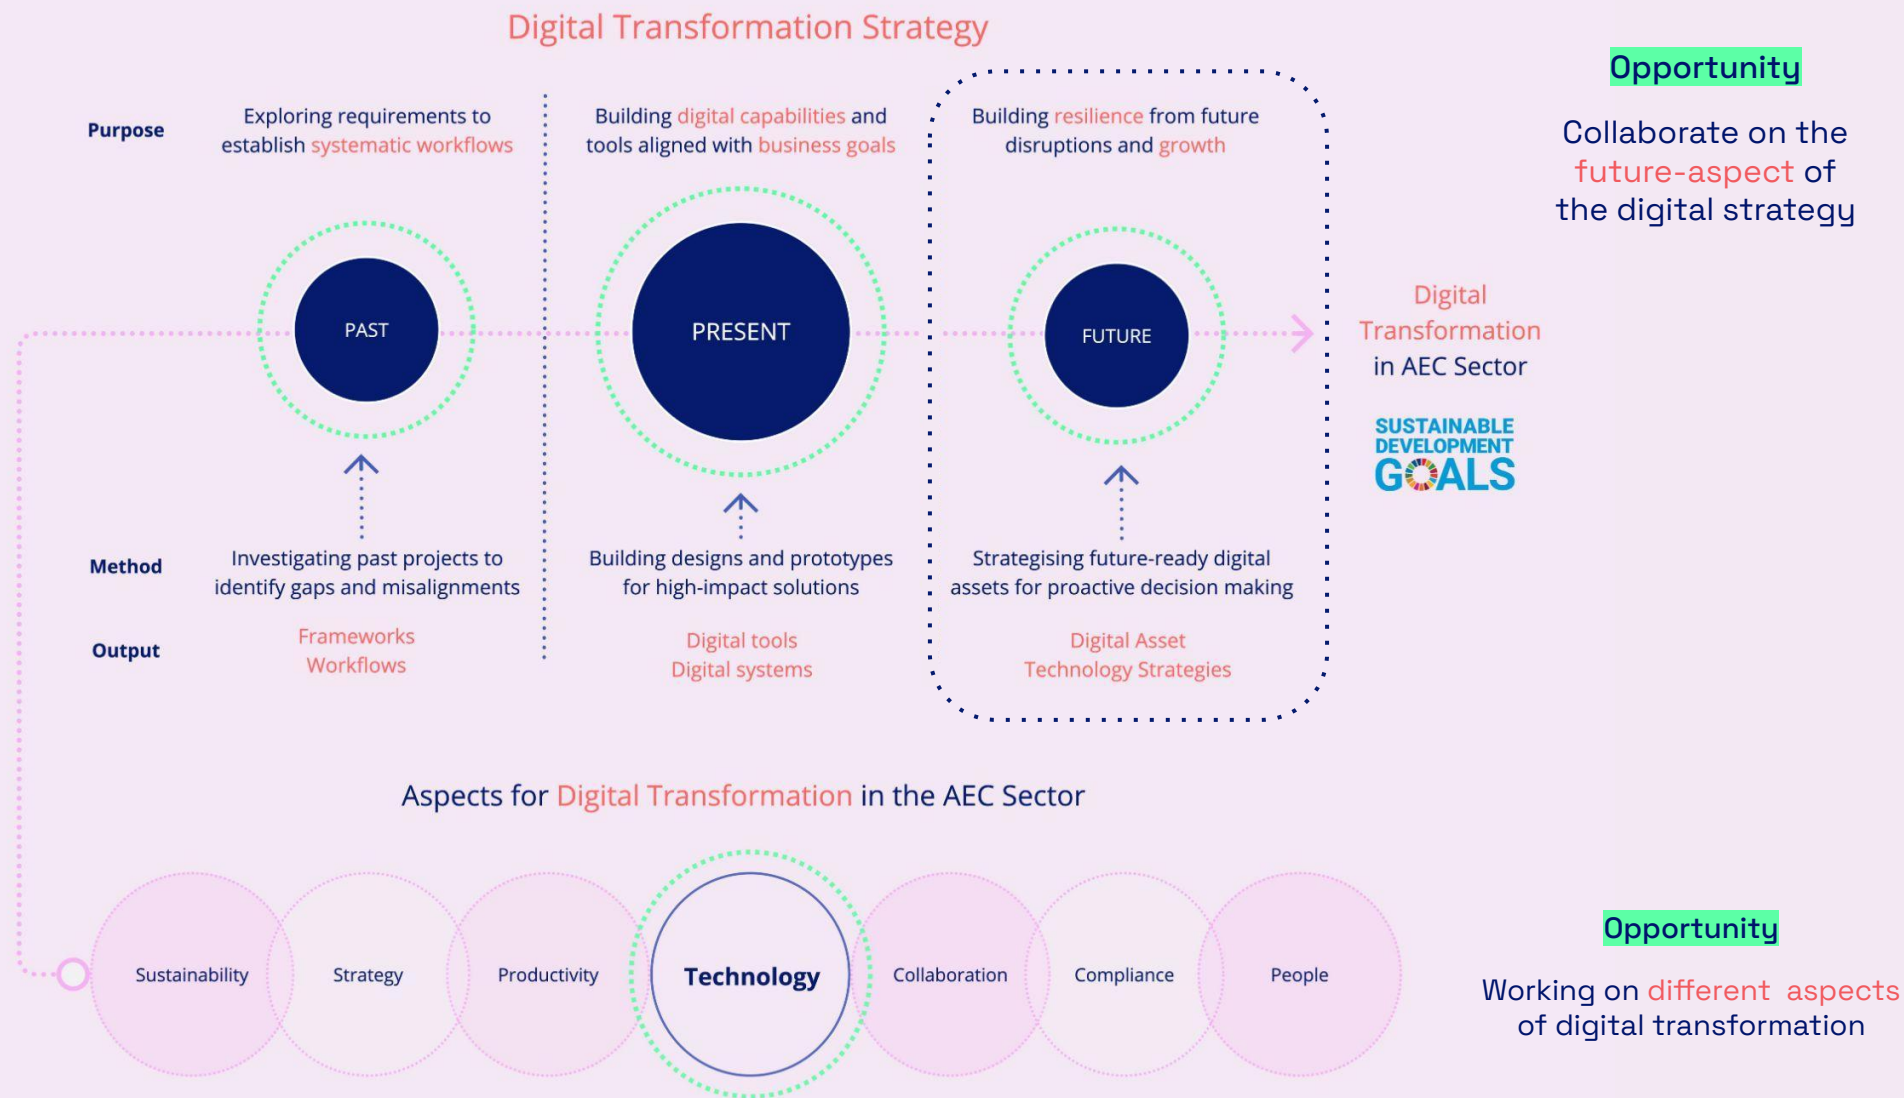 Digital Transformation Strategy
Opportunity
Collaborate on the
future-aspect of
the digital strategy
Purpose
Exploring requirements to
establish systematic workflows
Building digital capabilities and
tools aligned with business goals
Building resilience from future
disruptions and growth
PAST
PRESENT
FUTURE
Digital
Transformation
in AEC Sector
SUSTAINABLE
DEVELOPMENT
GOALS
Method
Investigating past projects to
identify gaps and misalignments
Building designs and prototypes
for high-impact solutions
Strategising future-ready digital
assets for proactive decision making
Output
Frameworks
Workflows
Digital tools
Digital systems
Digital Asset
Technology Strategies
Aspects for Digital Transformation in the AEC Sector
Sustainability
Strategy
Productivity
Technology
Collaboration
Compliance
People
Opportunity
Working on different aspects
of digital transformation